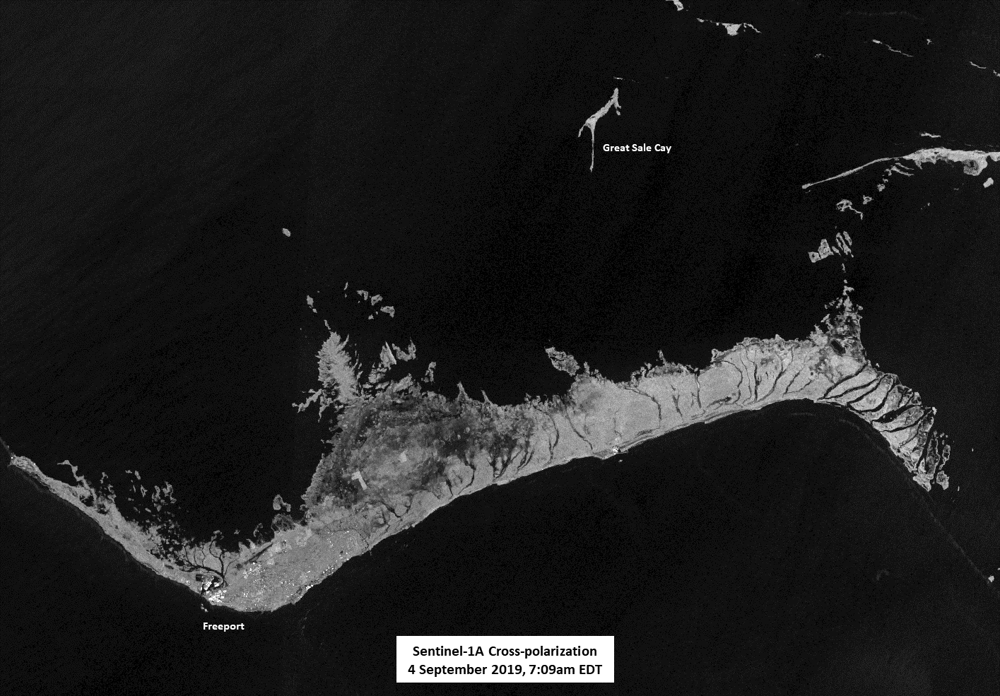 Great Sale Cay
Freeport
Sentinel-1A Cross-polarization
4 September 2019, 7:09am EDT